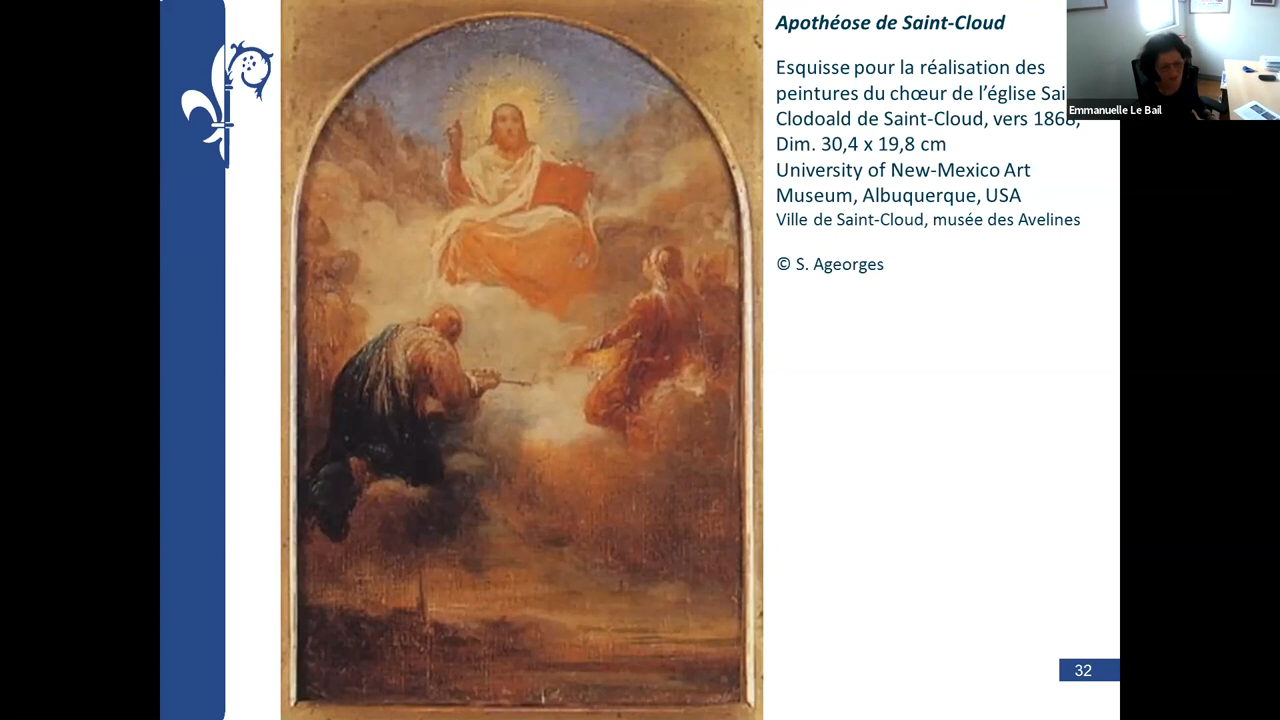 Apothéose de Saint-Cloud
Esquisse pour la réalisation des
peintures du chœur de l'église Sai
Clodoald de Saint-Cloud, vers 1868,
Dim. 30,4 x 19,8 cm
University of New-Mexico Art
Museum, Albuquerque, USA
Ville de Saint-Cloud, musée des Avelines
© S. Ageorges
Emmanuelle Le Bail
32